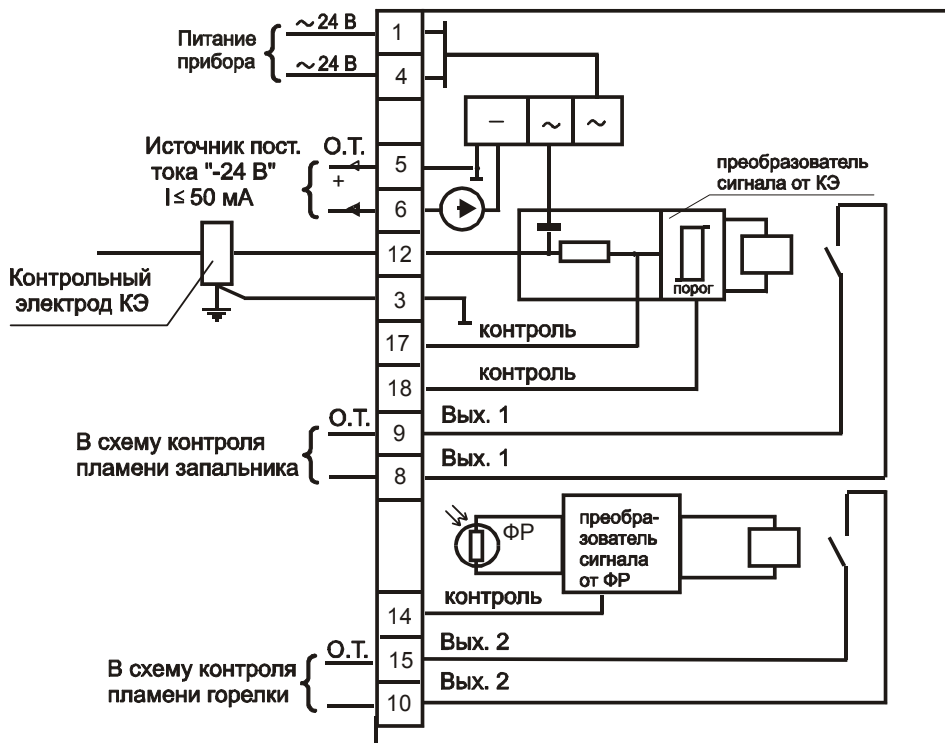 Питание
прибора
~ 24 В
~ 24 В
1
4
Источник пост.
тока "-24 В"
I ≤ 50 мА
О.Т.
+
5
6
– ~ ~
преобразователь
сигнала от КЭ
порог
12
Контрольный
электрод КЭ
3
контроль
17
контроль
18
О.Т.
Вых. 1
9
В схему контроля
пламени запальника
Вых. 1
8
ФР
преобра-
зователь
сигнала
от ФР
контроль
14
О.Т.
Вых. 2
15
В схему контроля
пламени горелки
Вых. 2
10